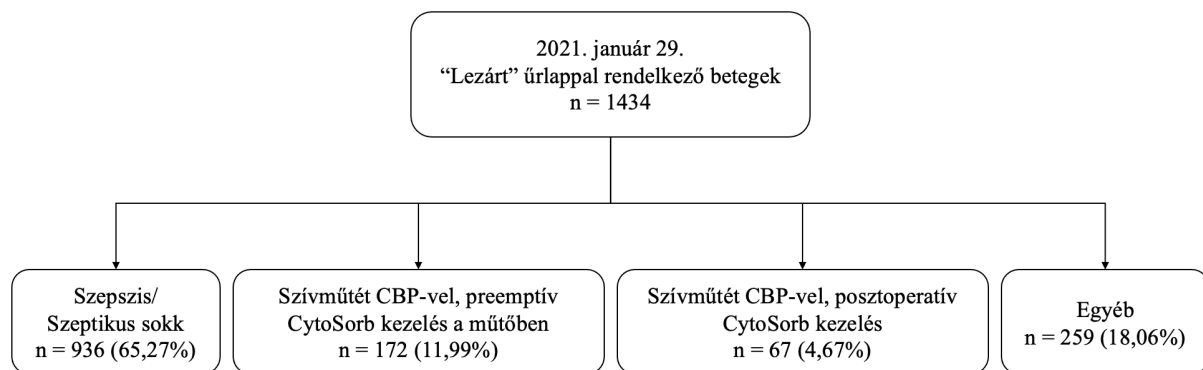 2021. január 29.
“Lezárt” űrlappal rendelkező betegek
n = 1434
Szepszis/
Szeptikus sokk
n = 936 (65,27%)
Szívműtét CBP-vel, preemptív
CytoSorb kezelés a műtőben
n = 172 (11,99%)
Szívműtét CBP-vel, posztoperatív
CytoSorb kezelés
n = 67 (4,67%)
Egyéb
n = 259 (18,06%)